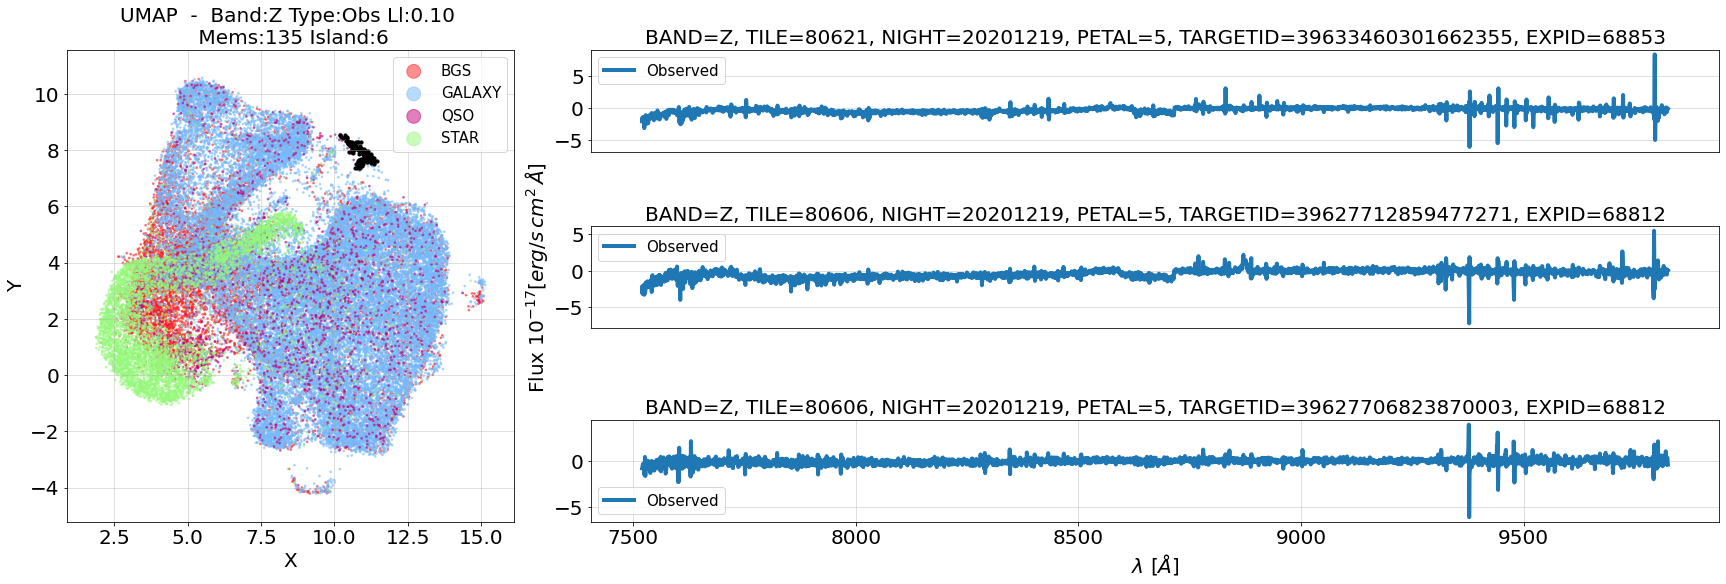 UMAP - Band:Z Type:Obs Ll:0.10
Mems:135 Island:6
BGS
GALAXY
QSO
STAR
10
8
6
4
2
0
−2
−4
Y
2.5 5.0 7.5 10.0 12.5 15.0
X
BAND=Z, TILE=80621, NIGHT=20201219, PETAL=5, TARGETID=39633460301662355, EXPID=68853
Observed
5
0
−5
BAND=Z, TILE=80606, NIGHT=20201219, PETAL=5, TARGETID=39627712859477271, EXPID=68812
Observed
5
0
−5
Flux 10⁻¹⁷[erg/s cm² Å]
BAND=Z, TILE=80606, NIGHT=20201219, PETAL=5, TARGETID=39627706823870003, EXPID=68812
Observed
0
−5
7500 8000 8500 9000 9500
λ [Å]